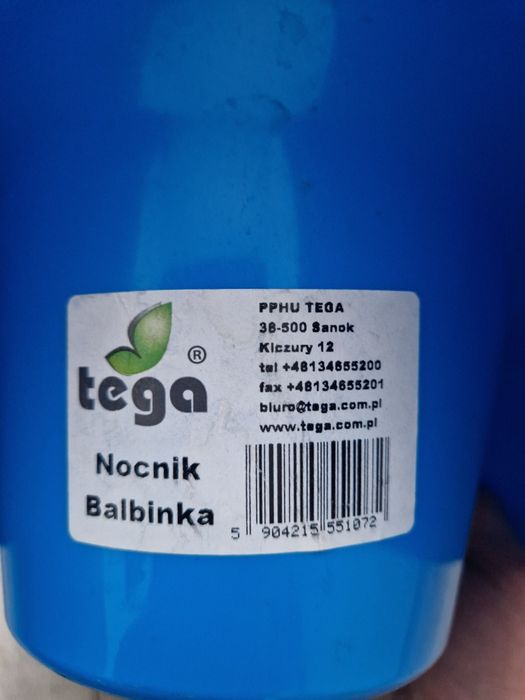 tega ®
Nocnik
Balbinka
PPHU TEGA
38-500 Sanok
Kiczury 12
tel +48134655200
fax +48134655201
biuro@tega.com.pl
www.tega.com.pl
5 904215 551072